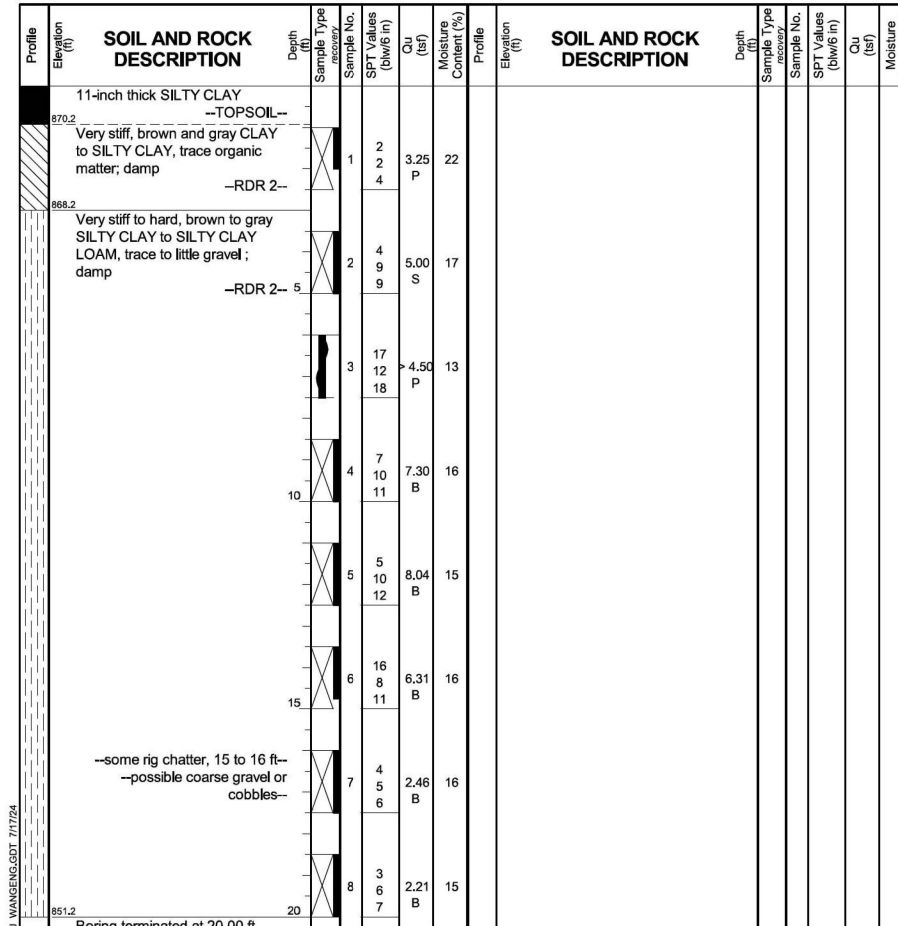 Profile
Elevation
(ft)
SOIL AND ROCK
DESCRIPTION
Depth
(ft)
Sample Type
recovery
Sample No.
SPT Values
(blw/6 in)
Qu
(tsf)
Moisture
Content (%)
Profile
Elevation
(ft)
SOIL AND ROCK
DESCRIPTION
Depth
(ft)
Sample Type
recovery
Sample No.
SPT Values
(blw/6 in)
Qu
(tsf)
Moisture
11-inch thick SILTY CLAY
--TOPSOIL--
870.2
Very stiff, brown and gray CLAY
to SILTY CLAY, trace organic
matter; damp
--RDR 2--
1
2
2
4
3.25
P
22
868.2
Very stiff to hard, brown to gray
SILTY CLAY to SILTY CLAY
LOAM, trace to little gravel ;
damp
--RDR 2--
5
2
4
9
9
5.00
S
17
3
17
12
18
> 4.50
P
13
10
4
7
10
11
7.30
B
16
5
5
10
12
8.04
B
15
15
6
16
8
11
6.31
B
16
--some rig chatter, 15 to 16 ft--
--possible coarse gravel or
cobbles--
7
4
5
6
2.46
B
16
851.2
20
8
3
6
7
2.21
B
15
Boring terminated at 20.00 ft
WANGENG.GDT 7/17/24